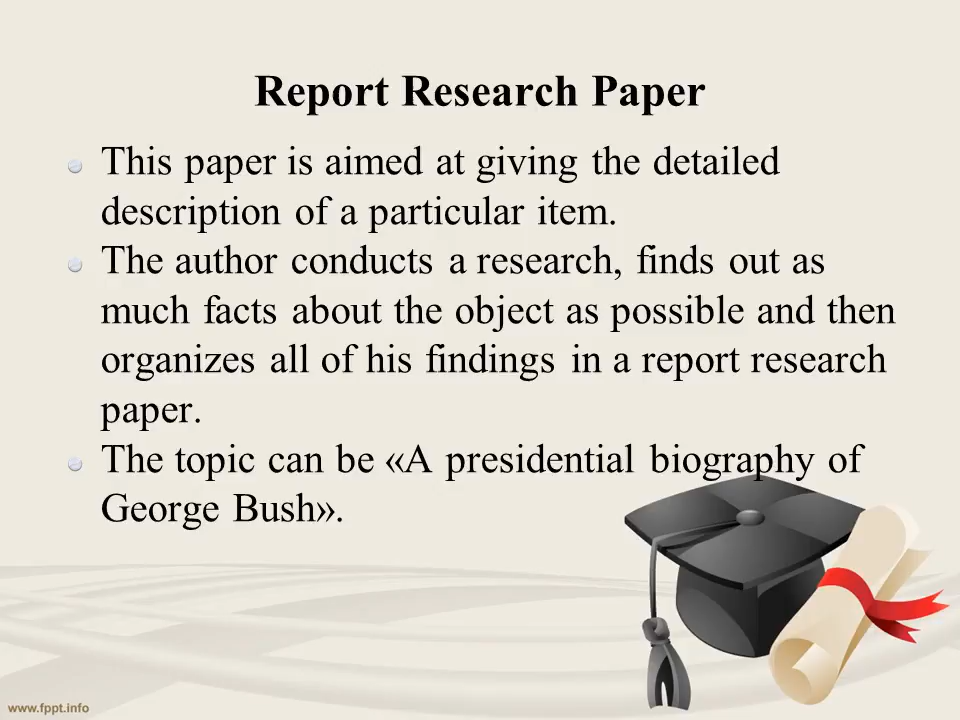 Report Research Paper
This paper is aimed at giving the detailed
description of a particular item.
The author conducts a research, finds out as
much facts about the object as possible and then
organizes all of his findings in a report research
paper.
The topic can be «A presidential biography of
George Bush».
www.fppt.info